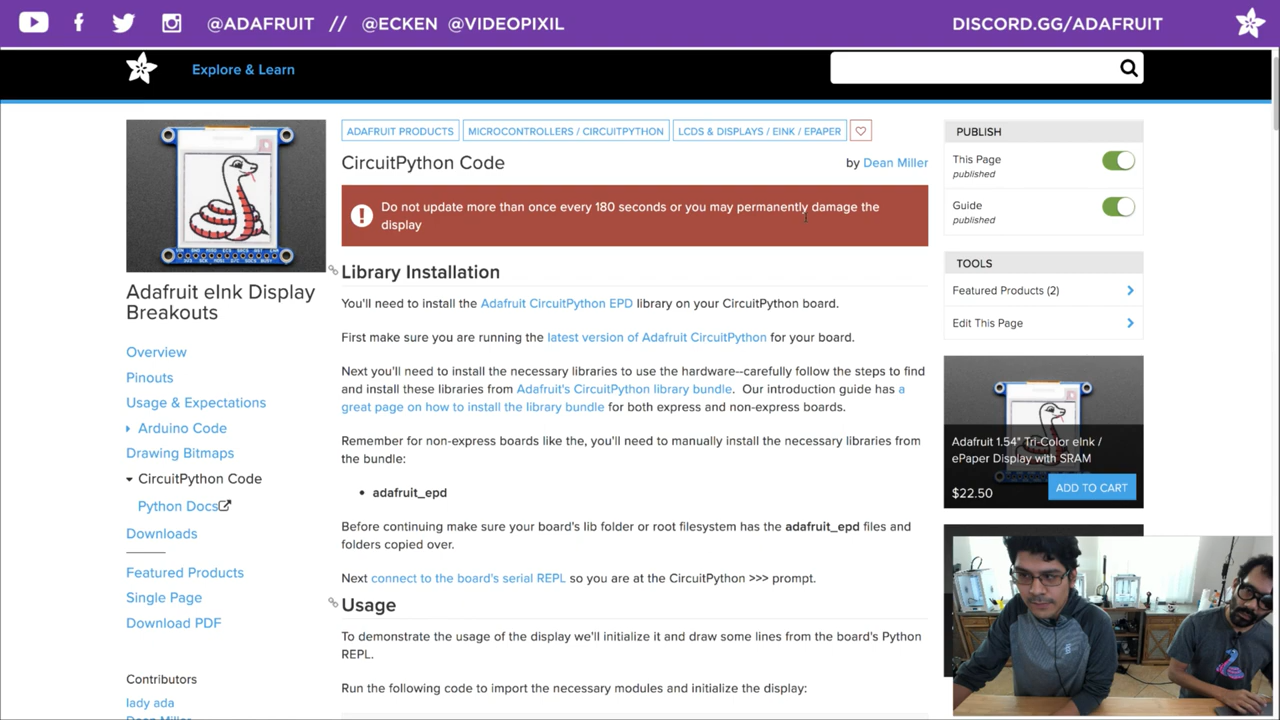 @ADAFRUIT // @ECKEN @VIDEOPIXIL
DISCORD.GG/ADAFRUIT
Explore & Learn
ADAFRUIT PRODUCTS
MICROCONTROLLERS / CIRCUITPYTHON
LCDS & DISPLAYS / EINK / EPAPER
CircuitPython Code
by Dean Miller
Do not update more than once every 180 seconds or you may permanently damage the
display
Library Installation
You'll need to install the Adafruit CircuitPython EPD library on your CircuitPython board.
First make sure you are running the latest version of Adafruit CircuitPython for your board.
Next you'll need to install the necessary libraries to use the hardware--carefully follow the steps to find
and install these libraries from Adafruit's CircuitPython library bundle. Our introduction guide has a
great page on how to install the library bundle for both express and non-express boards.
Remember for non-express boards like the, you'll need to manually install the necessary libraries from
the bundle:
• adafruit_epd
Before continuing make sure your board's lib folder or root filesystem has the adafruit_epd files and
folders copied over.
Next connect to the board's serial REPL so you are at the CircuitPython >>> prompt.
Usage
To demonstrate the usage of the display we'll initialize it and draw some lines from the board's Python
REPL.
Run the following code to import the necessary modules and initialize the display:
Adafruit eInk Display
Breakouts
Overview
Pinouts
Usage & Expectations
Arduino Code
Drawing Bitmaps
CircuitPython Code
Python Docs
Downloads
Featured Products
Single Page
Download PDF
Contributors
lady ada
Dean Miller
PUBLISH
This Page
published
Guide
published
TOOLS
Featured Products (2)
Edit This Page
Adafruit 1.54" Tri-Color eInk /
ePaper Display with SRAM
$22.50
ADD TO CART